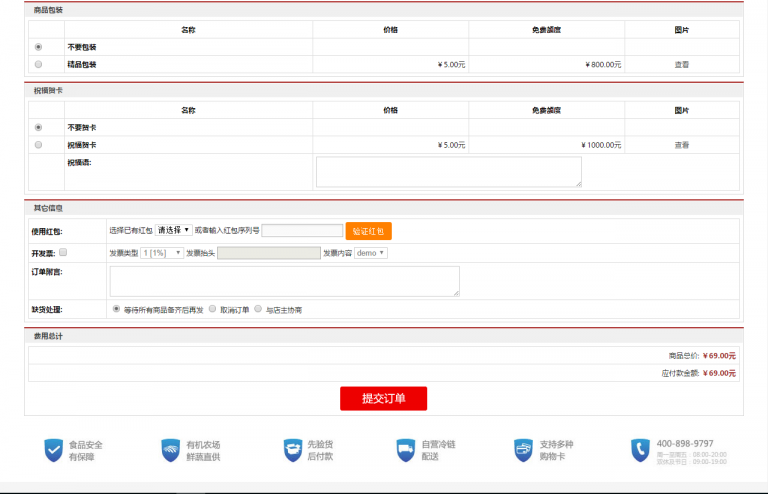 商品包装
名称 价格 免费额度 图片
不要包装
精品包装 ￥5.00元 ￥800.00元 查看
祝福贺卡
名称 价格 免费额度 图片
不要贺卡
祝福贺卡 ￥5.00元 ￥1000.00元 查看
祝福语:
其它信息
使用红包: 选择已有红包 请选择 或者输入红包序列号 验证红包
开发票: 发票类型 1 [1%] 发票抬头 发票内容 demo
订单附言:
缺货处理: 等待所有商品备齐后再发 取消订单 与店主协商
费用总计
商品总价: ￥69.00元
应付款金额: ￥69.00元
提交订单
食品安全
有保障
有机农场
鲜蔬直供
先验货
后付款
自营冷链
配送
支持多种
购物卡
400-898-9797
周一至周五：08:00-20:00
双休及节日：09:00-19:00